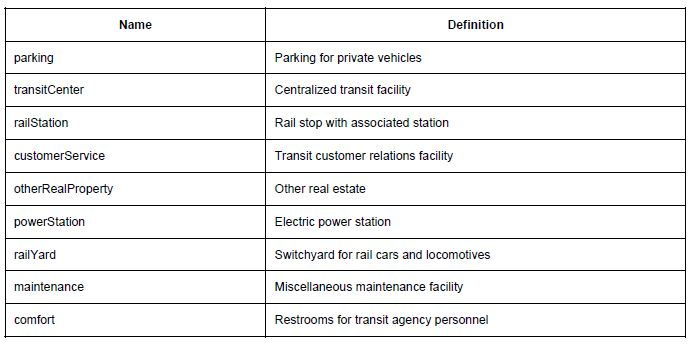 Name Definition
parking Parking for private vehicles
transitCenter Centralized transit facility
railStation Rail stop with associated station
customerService Transit customer relations facility
otherRealProperty Other real estate
powerStation Electric power station
railYard Switchyard for rail cars and locomotives
maintenance Miscellaneous maintenance facility
comfort Restrooms for transit agency personnel